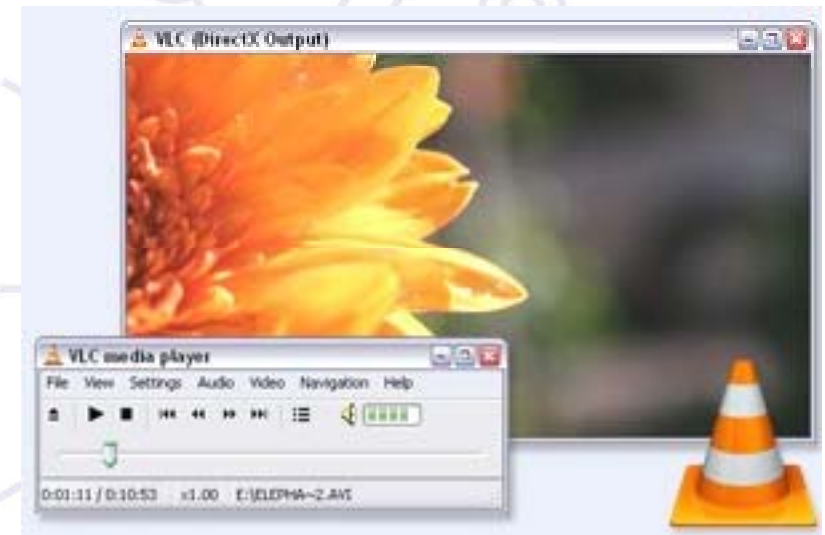 VLC (DirectX Output)
VLC media player
File View Settings Audio Video Navigation Help
0:01:11 / 0:10:53 x1.00 E:\ELEPHA~2.AVI